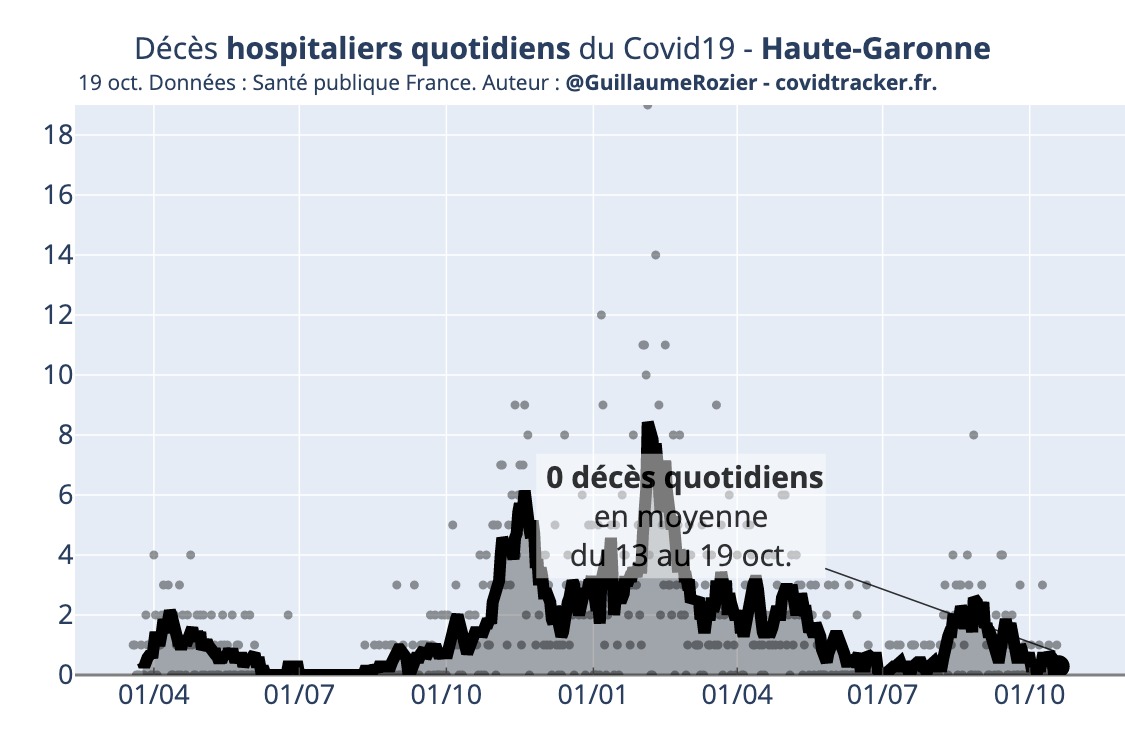 Décès hospitaliers quotidiens du Covid19 - Haute-Garonne
19 oct. Données : Santé publique France. Auteur : @GuillaumeRozier - covidtracker.fr.
18
16
14
12
10
8
6
4
2
0
0 décès quotidiens
en moyenne
du 13 au 19 oct.
01/04 01/07 01/10 01/01 01/04 01/07 01/10